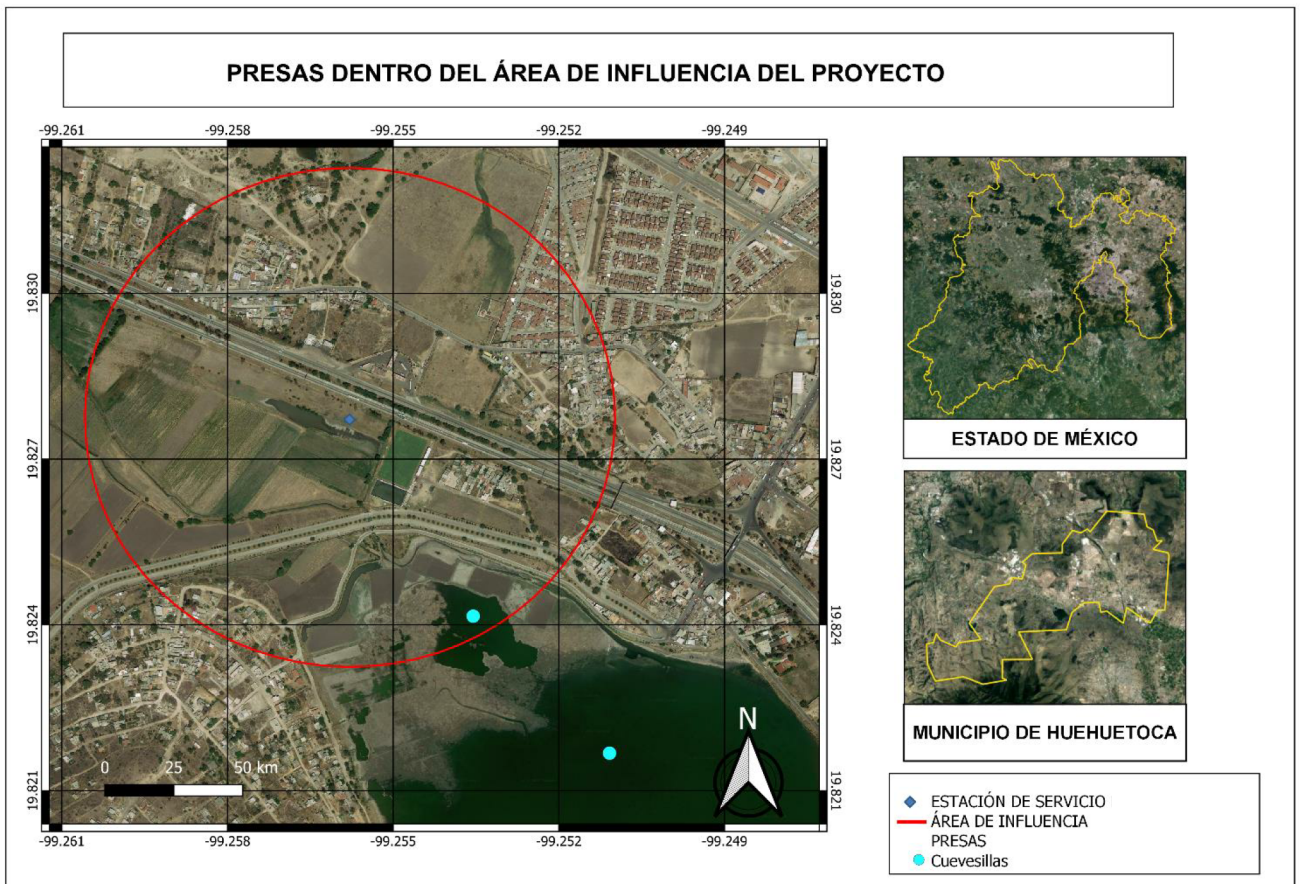 PRESAS DENTRO DEL ÁREA DE INFLUENCIA DEL PROYECTO
-99.261 -99.258 -99.255 -99.252 -99.249
19.830 19.830
19.827 19.827
19.824 19.824
19.821 19.821
0 25 50 km
N
-99.261 -99.258 -99.255 -99.252 -99.249
ESTADO DE MÉXICO
MUNICIPIO DE HUEHUETOCA
ESTACIÓN DE SERVICIO
ÁREA DE INFLUENCIA
PRESAS
Cuevesillas